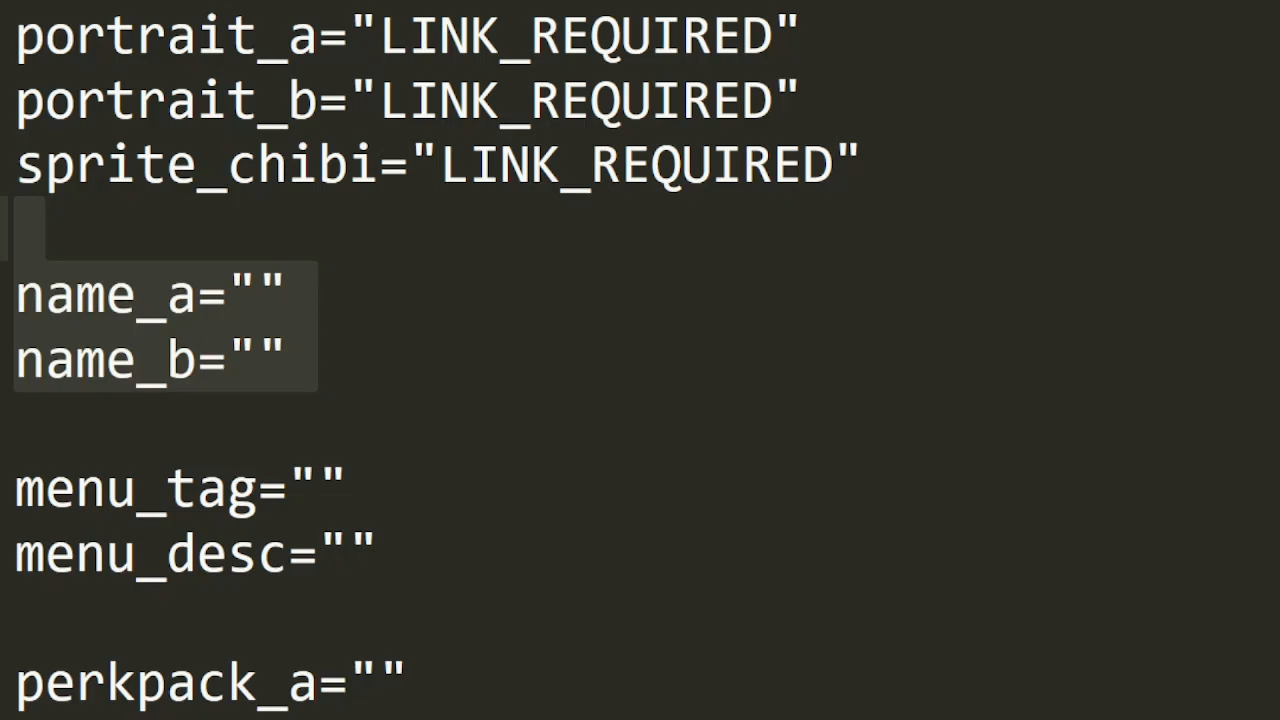 portrait_a="LINK_REQUIRED"
portrait_b="LINK_REQUIRED"
sprite_chibi="LINK_REQUIRED"
name_a=""
name_b=""
menu_tag=""
menu_desc=""
perkpack_a=""